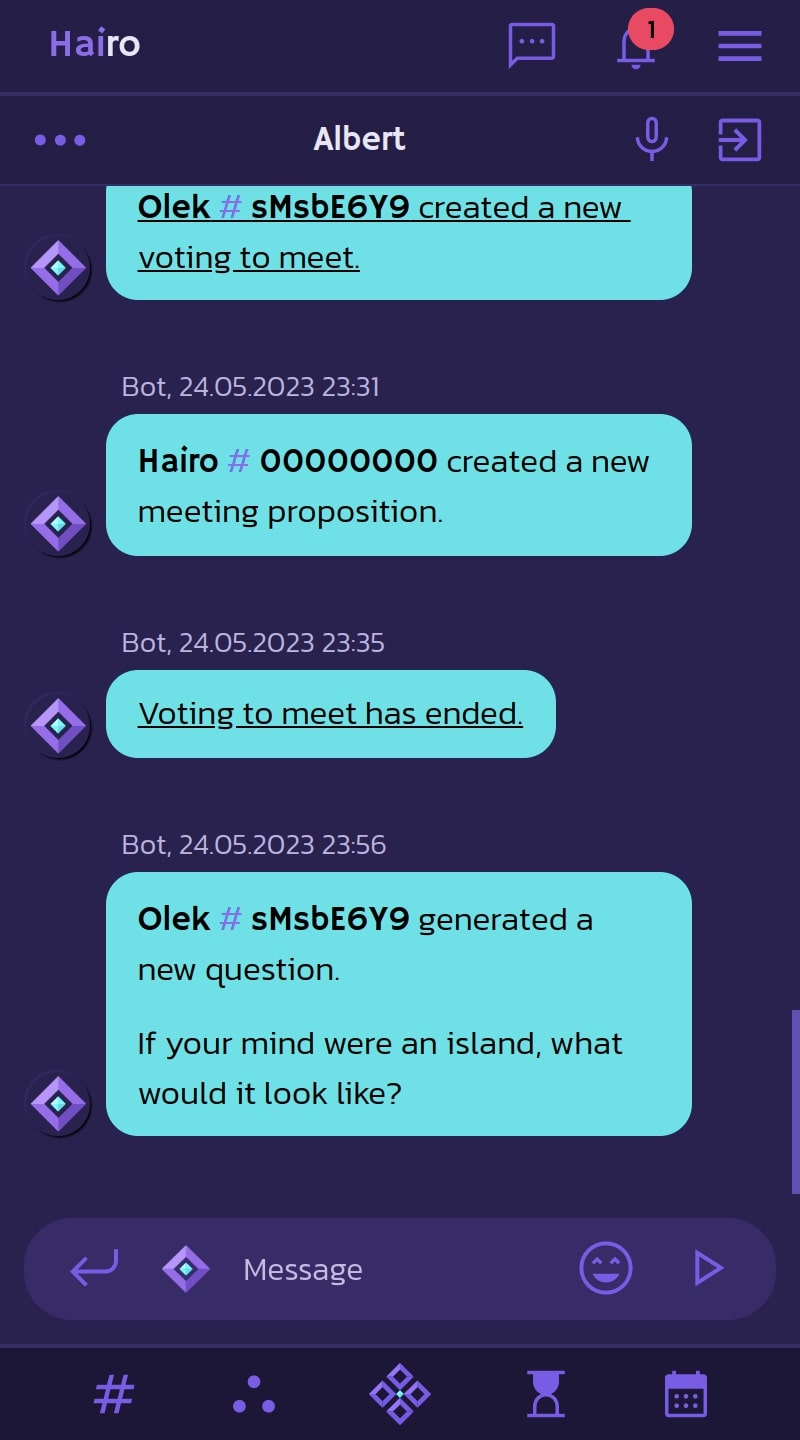 Hairo
1
Albert
Olek # sMsbE6Y9 created a new
voting to meet.
Bot, 24.05.2023 23:31
Hairo # 00000000 created a new
meeting proposition.
Bot, 24.05.2023 23:35
Voting to meet has ended.
Bot, 24.05.2023 23:56
Olek # sMsbE6Y9 generated a
new question.
If your mind were an island, what
would it look like?
Message
#